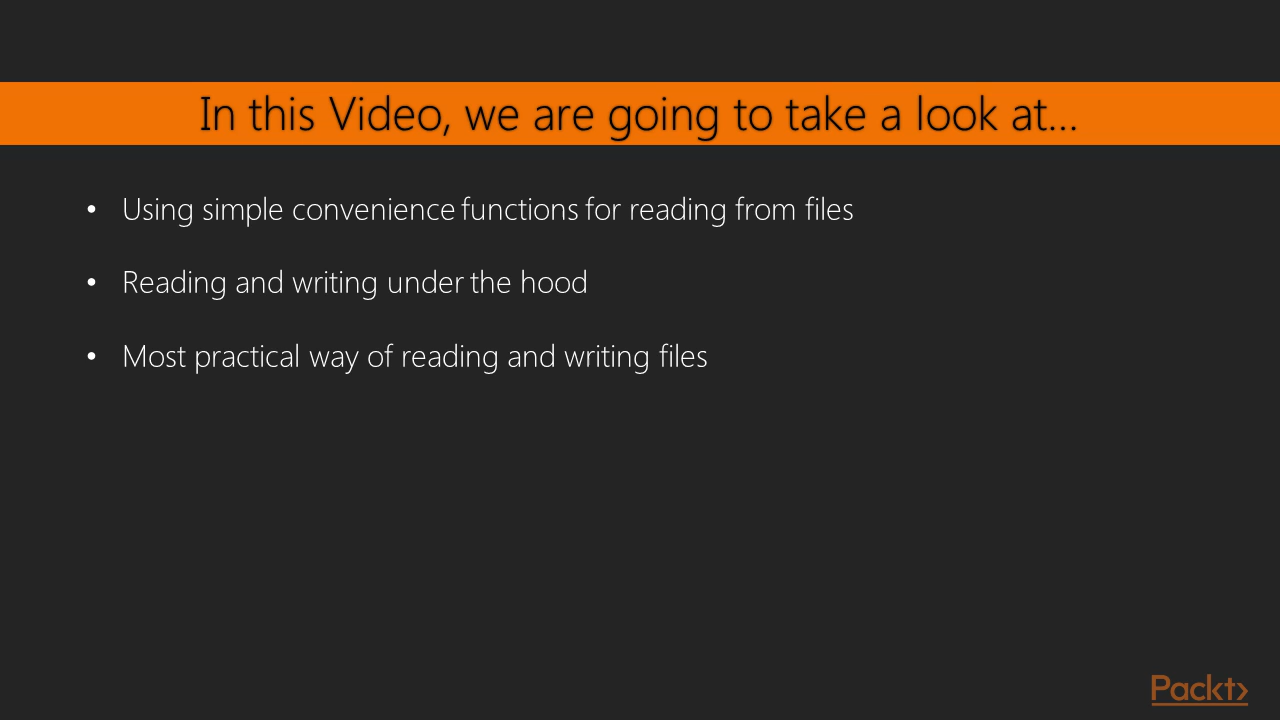 In this Video, we are going to take a look at...
• Using simple convenience functions for reading from files
• Reading and writing under the hood
• Most practical way of reading and writing files
Packt>